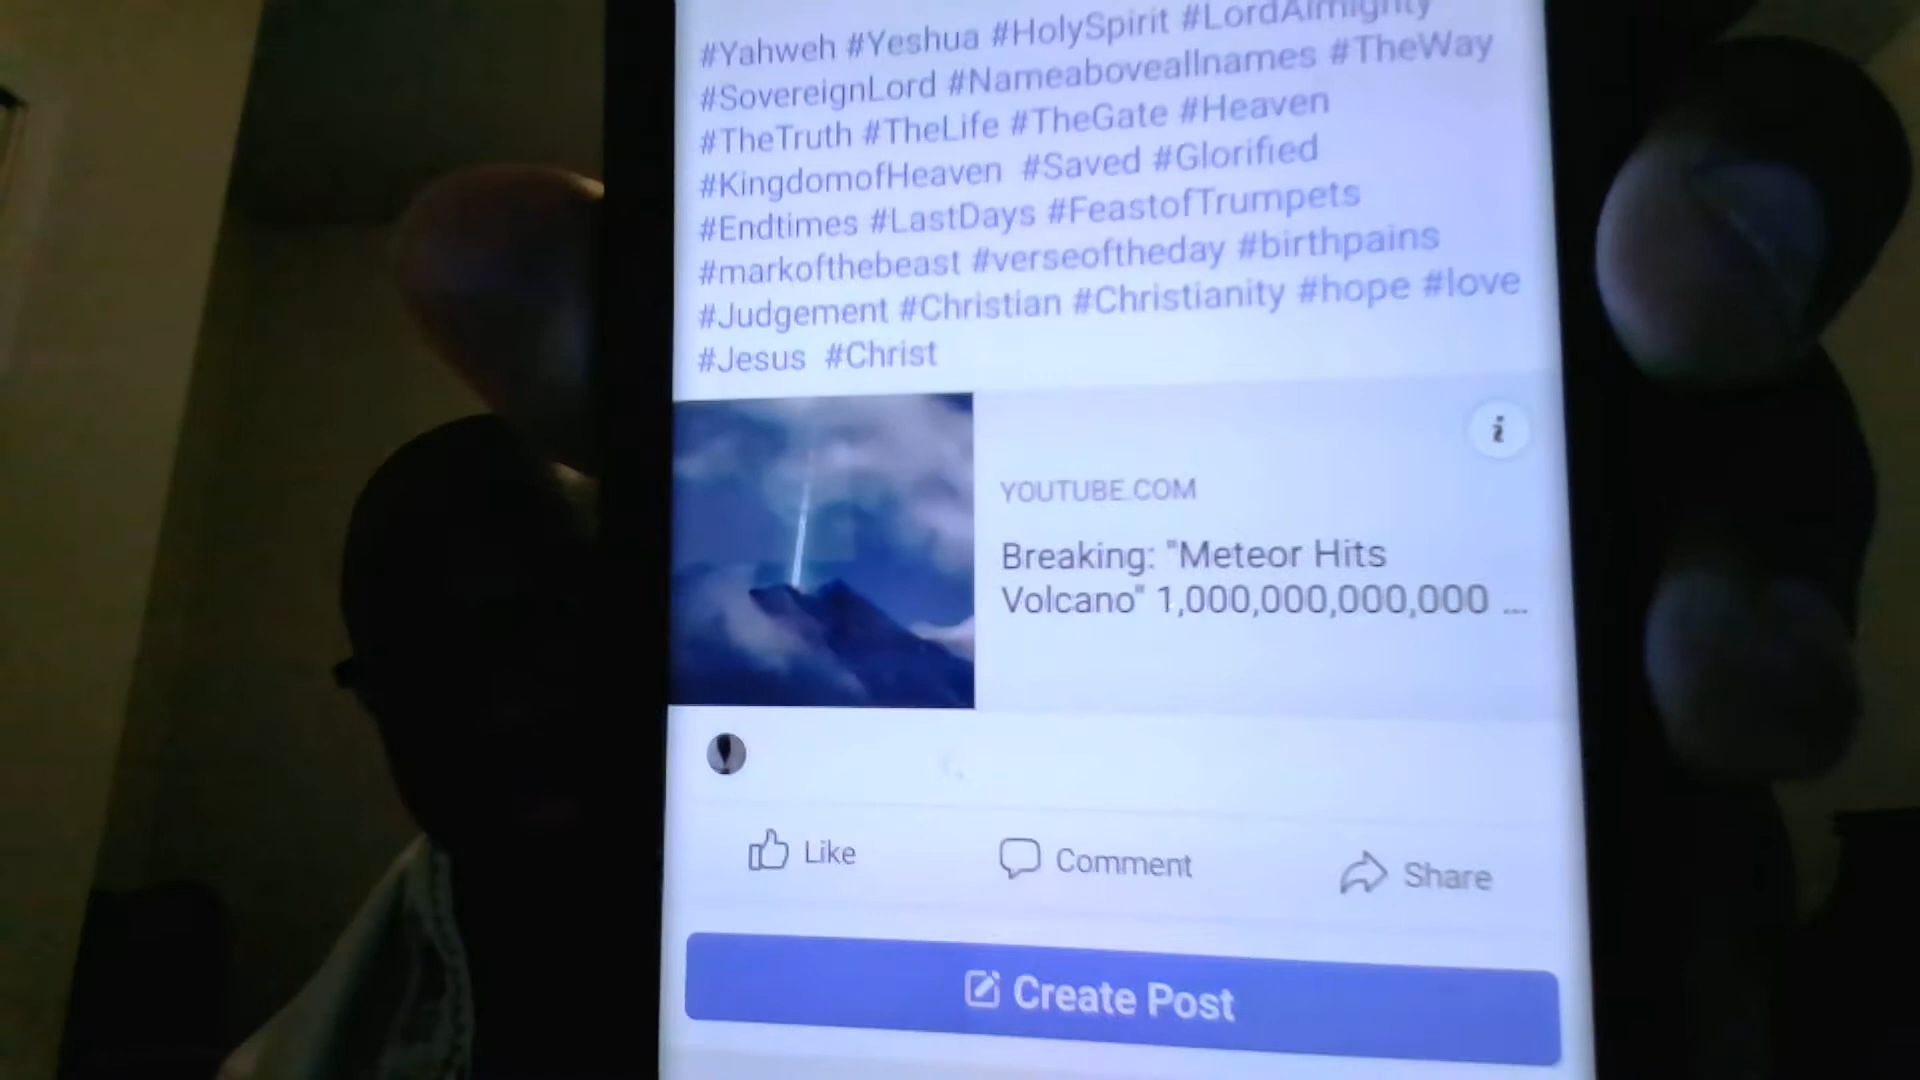 #Yahweh #Yeshua #HolySpirit #LordAlmighty
#SovereignLord #Nameaboveallnames #TheWay
#TheTruth #TheLife #TheGate #Heaven
#KingdomofHeaven #Saved #Glorified
#Endtimes #LastDays #FeastofTrumpets
#markofthebeast #verseoftheday #birthpains
#Judgement #Christian #Christianity #hope #love
#Jesus #Christ
i
YOUTUBE.COM
Breaking: "Meteor Hits
Volcano" 1,000,000,000,000 ...
Like Comment Share
Create Post